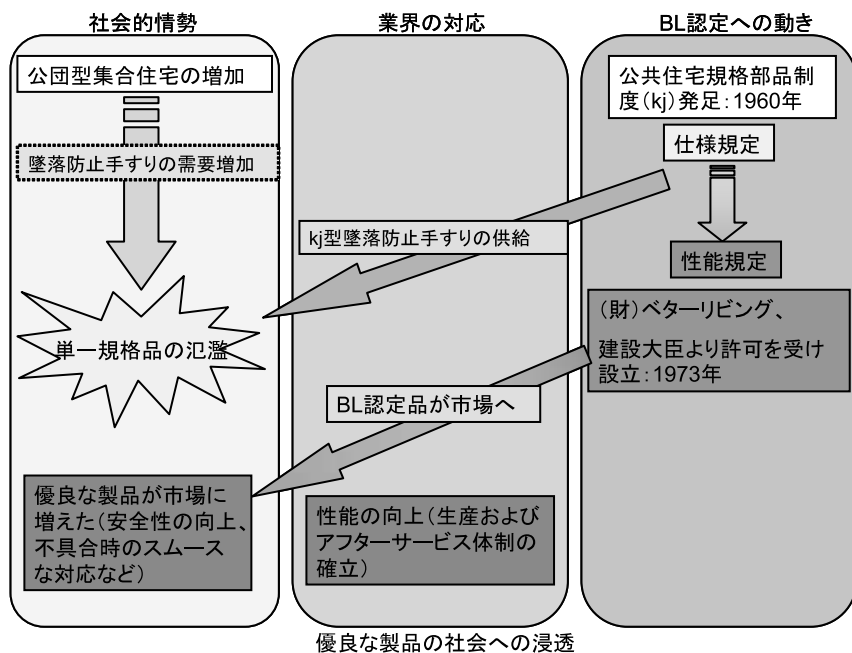 社会的情勢
業界の対応
BL認定への動き
公団型集合住宅の増加
墜落防止手すりの需要増加
単一規格品の氾濫
優良な製品が市場に
増えた（安全性の向上、
不具合時のスムース
な対応など）
kj型墜落防止手すりの供給
BL認定品が市場へ
性能の向上（生産および
アフターサービス体制の
確立）
公共住宅規格部品制
度（kj）発足：1960年
仕様規定
性能規定
（財）ベターリビング、
建設大臣より許可を受け
設立：1973年
優良な製品の社会への浸透